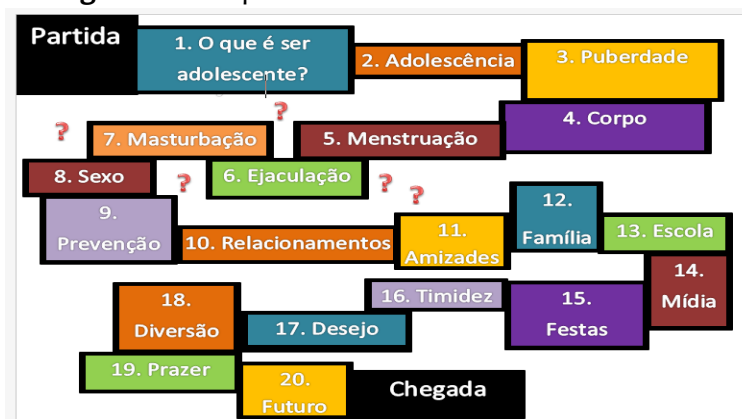 Partida
1. O que é ser
adolescente?
2. Adolescência
3. Puberdade
4. Corpo
5. Menstruação
?
6. Ejaculação
? ?
7. Masturbação
?
8. Sexo
?
9.
Prevenção
10. Relacionamentos
11.
Amizades
12.
Família
13. Escola
14.
Mídia
15.
Festas
16. Timidez
17. Desejo
18.
Diversão
19. Prazer
20.
Futuro
Chegada